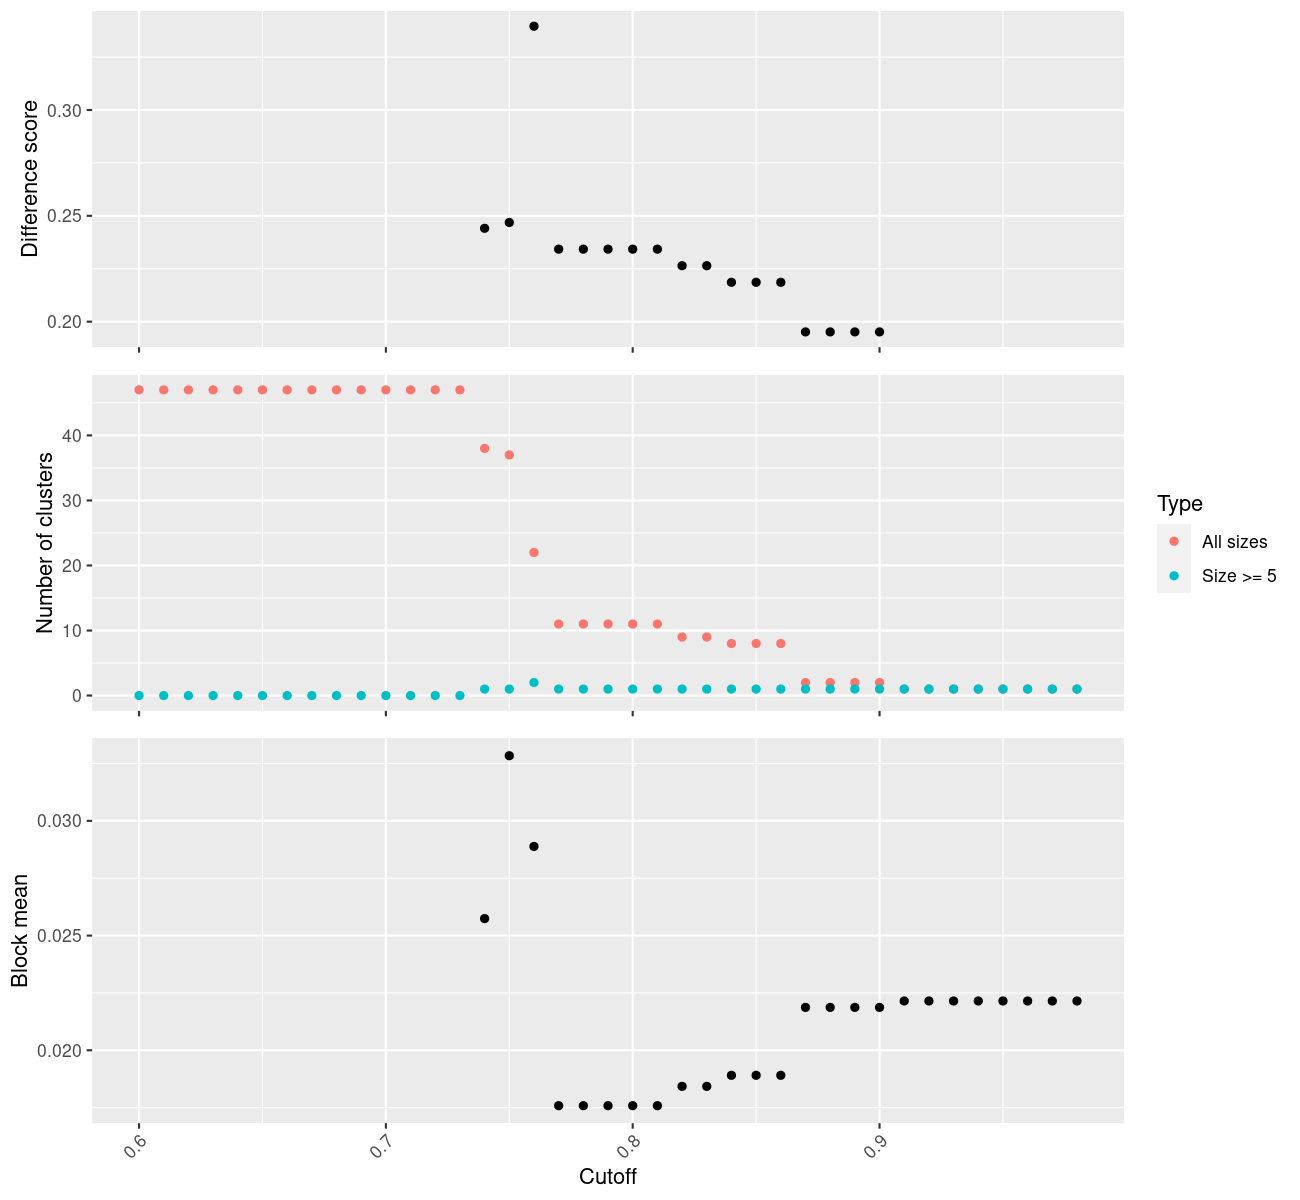 Difference score
0.30
0.25
0.20
Number of clusters
40
30
20
10
0
Type
All sizes
Size >= 5
Block mean
0.030
0.025
0.020
0.6
0.7
0.8
0.9
Cutoff